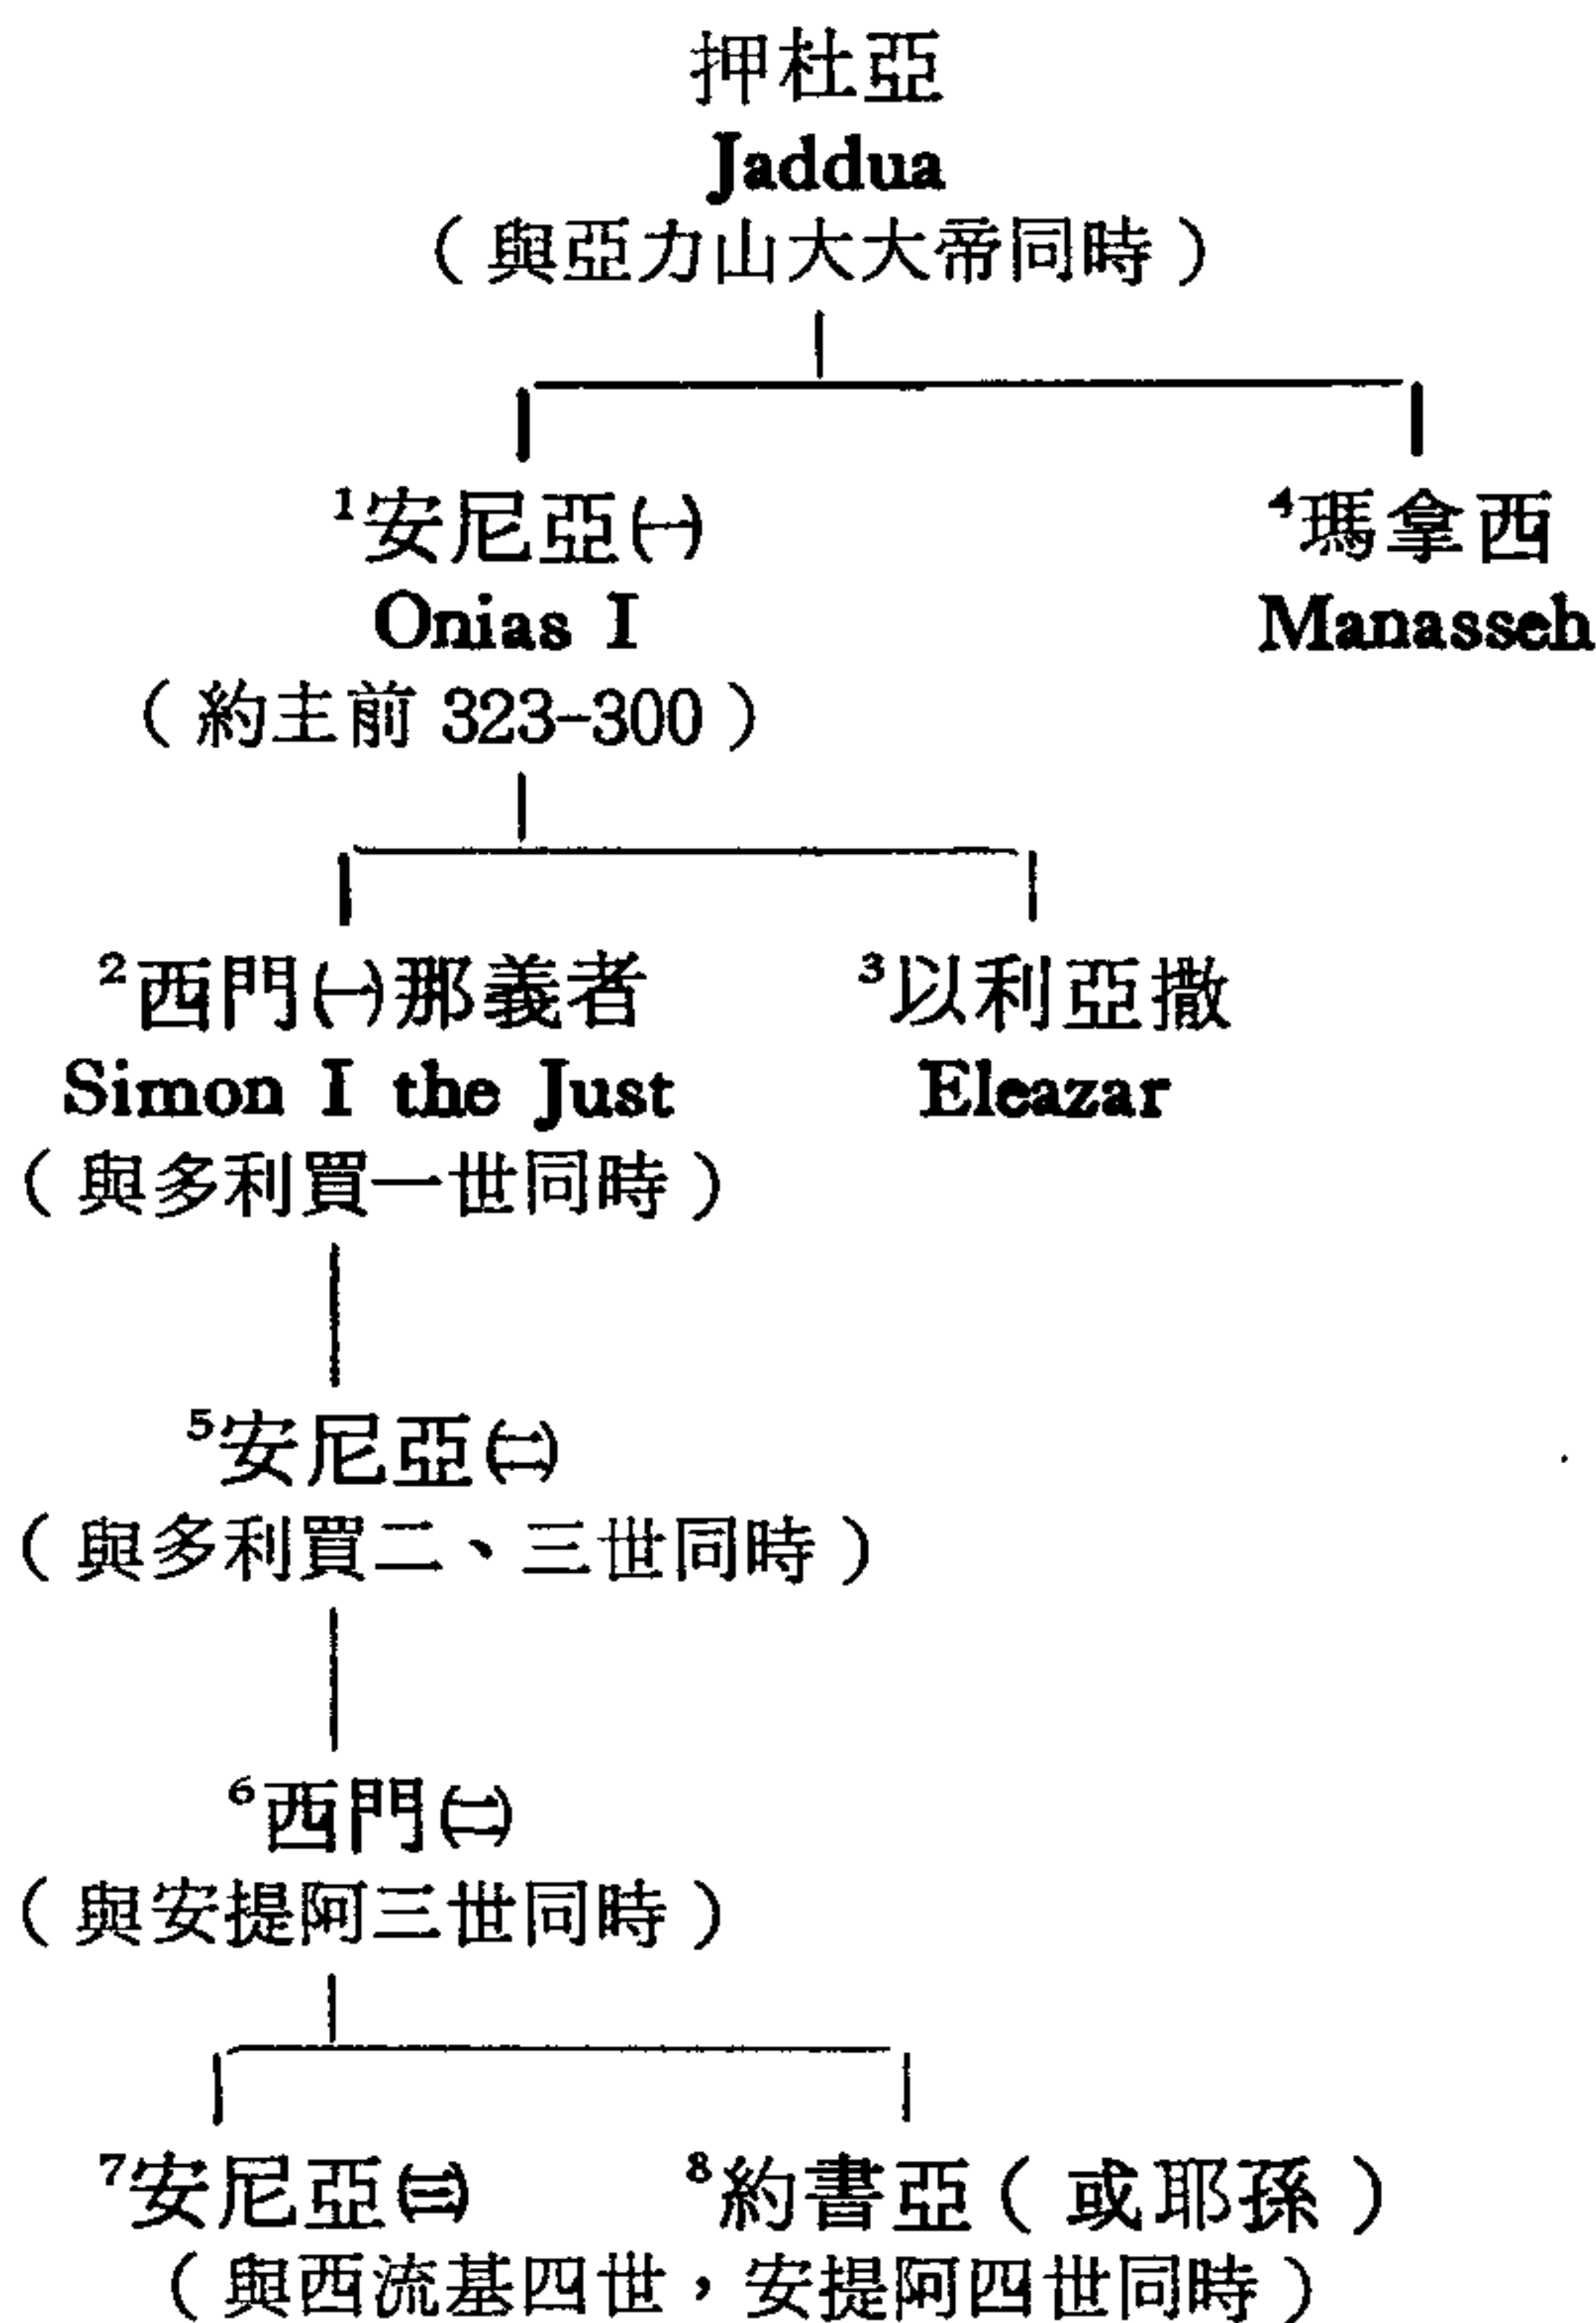 押杜亞
Jaddua
（與亞力山大大帝同時）
¹安尼亞㈠ ⁴瑪拿西
Onias I Manasseh
（約主前 323-300）
²西門㈠那義者 ³以利亞撒
Simon I the Just Eleazar
（與多利買一世同時）
⁵安尼亞㈡
（與多利買二、三世同時）
⁶西門㈡
（與安提阿三世同時）
⁷安尼亞㈢ ⁸約書亞（或耶孫）
（與西流基四世，安提阿四世同時）